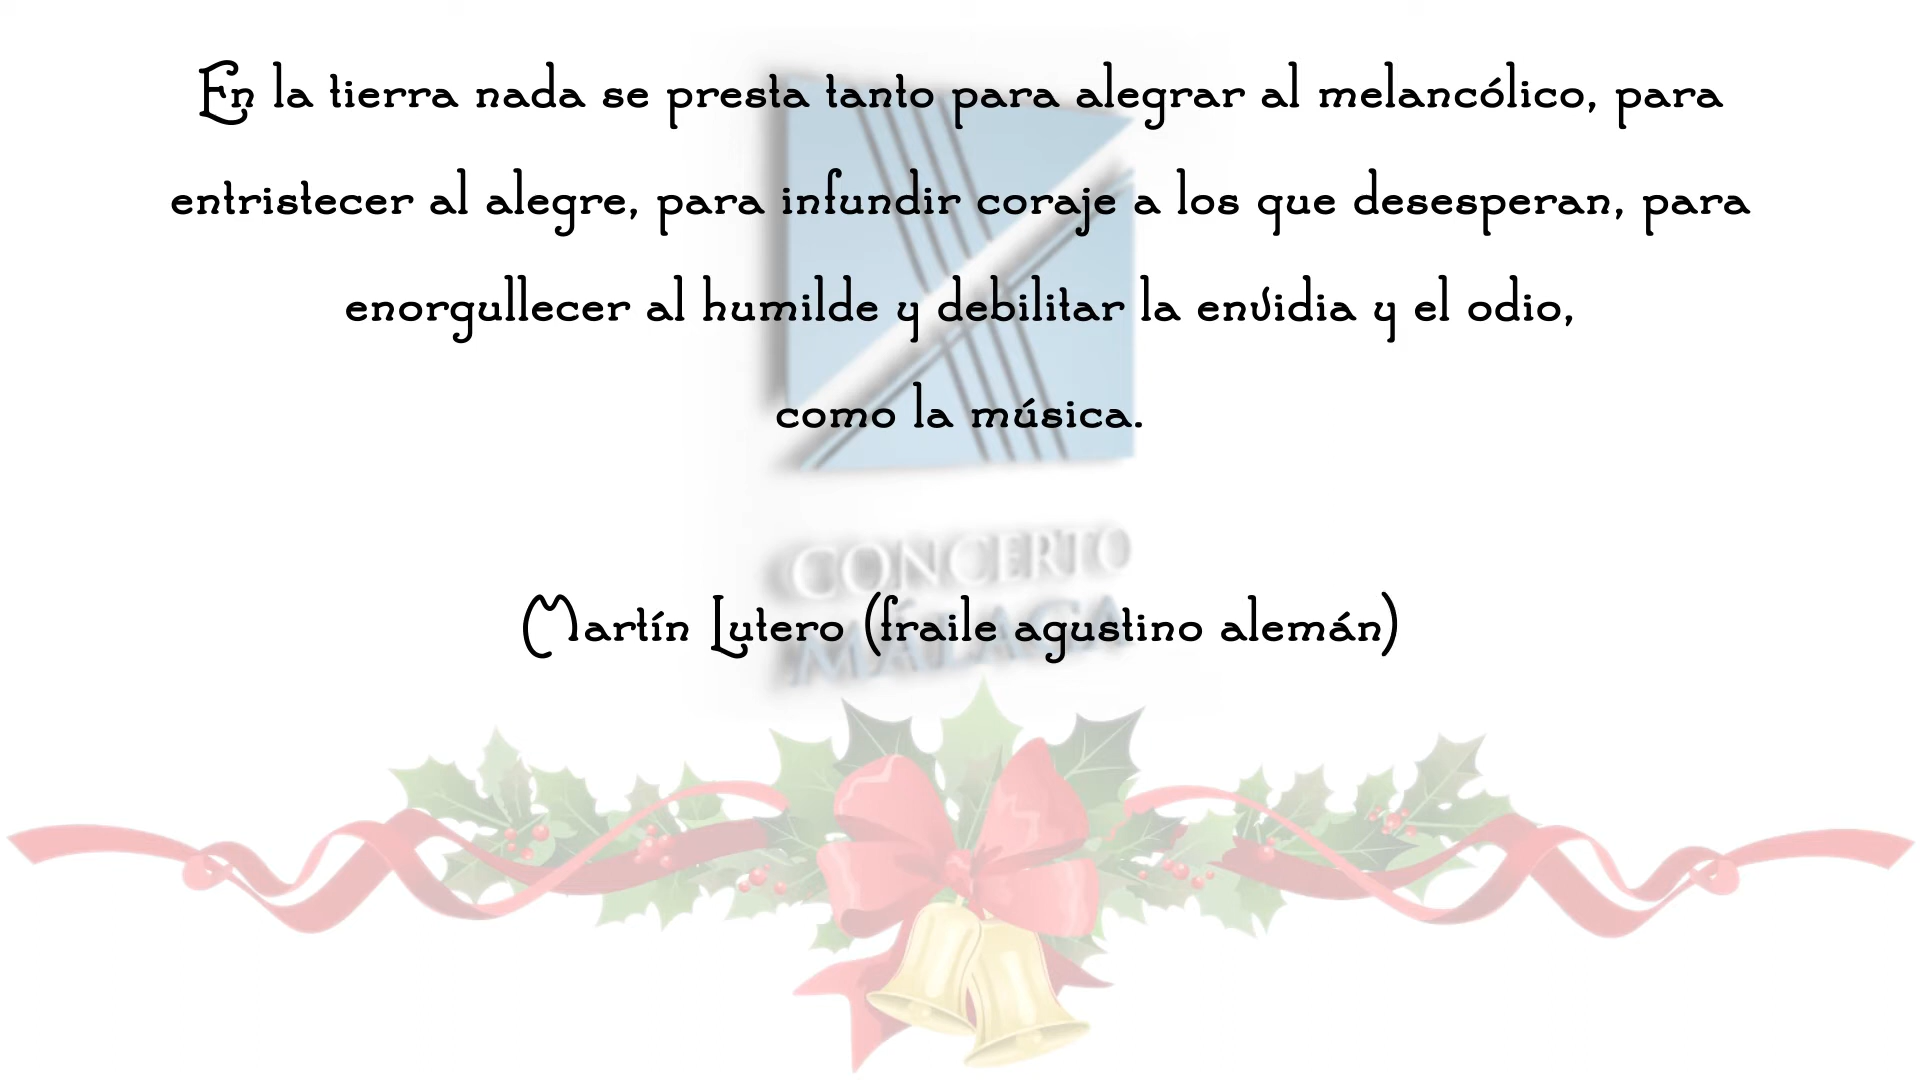 En la tierra nada se presta tanto para alegrar al melancólico, para
entristecer al alegre, para infundir coraje a los que desesperan, para
enorgullecer al humilde y debilitar la envidia y el odio,
como la música.
CONCERTO
MÁLAGA
Martín Lutero (fraile agustino alemán)